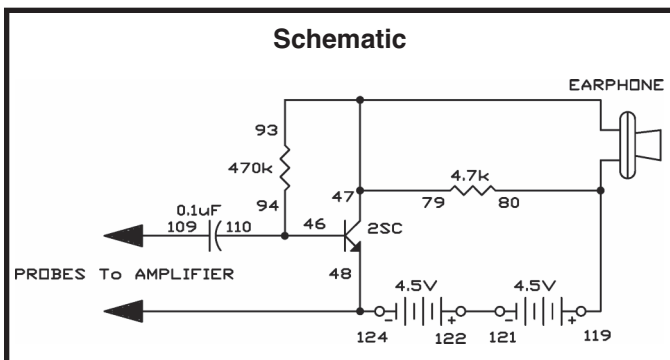 Schematic
EARPHONE
93
470k
4.7k
94
47
79
80
0.1uF
109
110
46
2SC
PROBES To AMPLIFIER
48
4.5V
4.5V
-
+
-
+
124
122
121
119